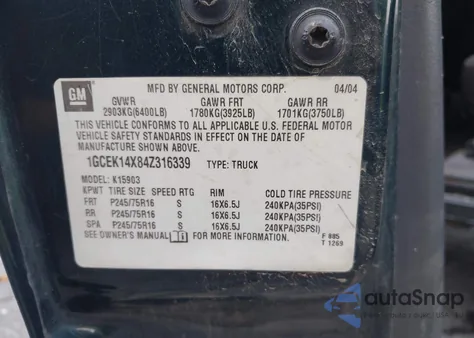 GM
MFD BY GENERAL MOTORS CORP. 04/04
GVWR GAWR FRT GAWR RR
2903KG(6400LB) 1780KG(3925LB) 1701KG(3750LB)
THIS VEHICLE CONFORMS TO ALL APPLICABLE U.S. FEDERAL MOTOR
VEHICLE SAFETY STANDARDS IN EFFECT ON THE DATE OF
MANUFACTURE SHOWN ABOVE.
1GCEK14X84Z316339 TYPE: TRUCK
MODEL: K15903
KPWT TIRE SIZE SPEED RTG RIM COLD TIRE PRESSURE
FRT P245/75R16 S 16X6.5J 240KPA(35PSI)
RR P245/75R16 S 16X6.5J 240KPA(35PSI)
SPA P245/75R16 S 16X6.5J 240KPA(35PSI)
SEE OWNER'S MANUAL FOR MORE INFORMATION. F 885
T 1269
autoSnap